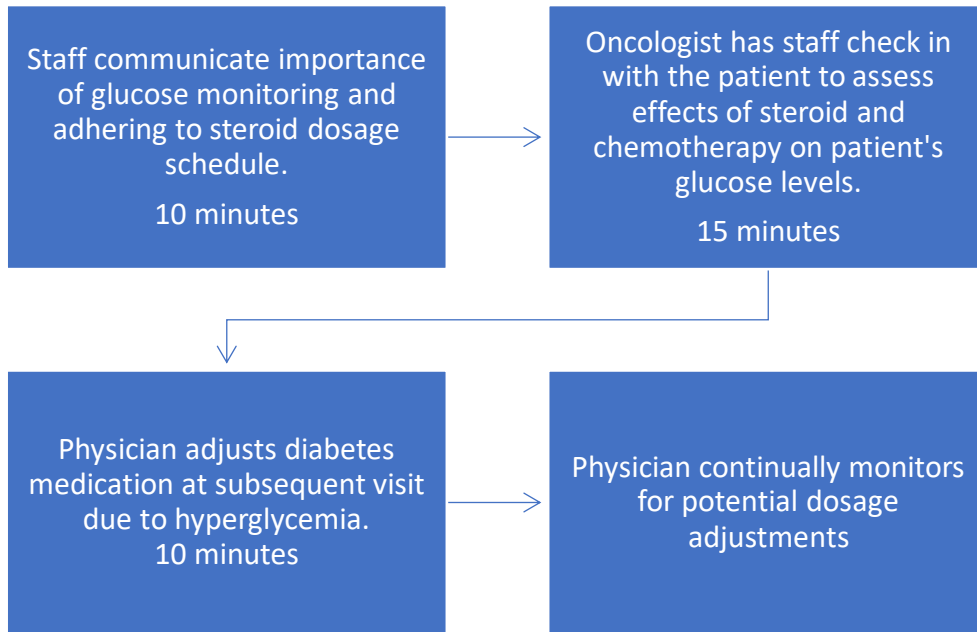 Staff communicate importance
of glucose monitoring and
adhering to steroid dosage
schedule.
10 minutes
Oncologist has staff check in
with the patient to assess
effects of steroid and
chemotherapy on patient's
glucose levels.
15 minutes
Physician adjusts diabetes
medication at subsequent visit
due to hyperglycemia.
10 minutes
Physician continually monitors
for potential dosage
adjustments